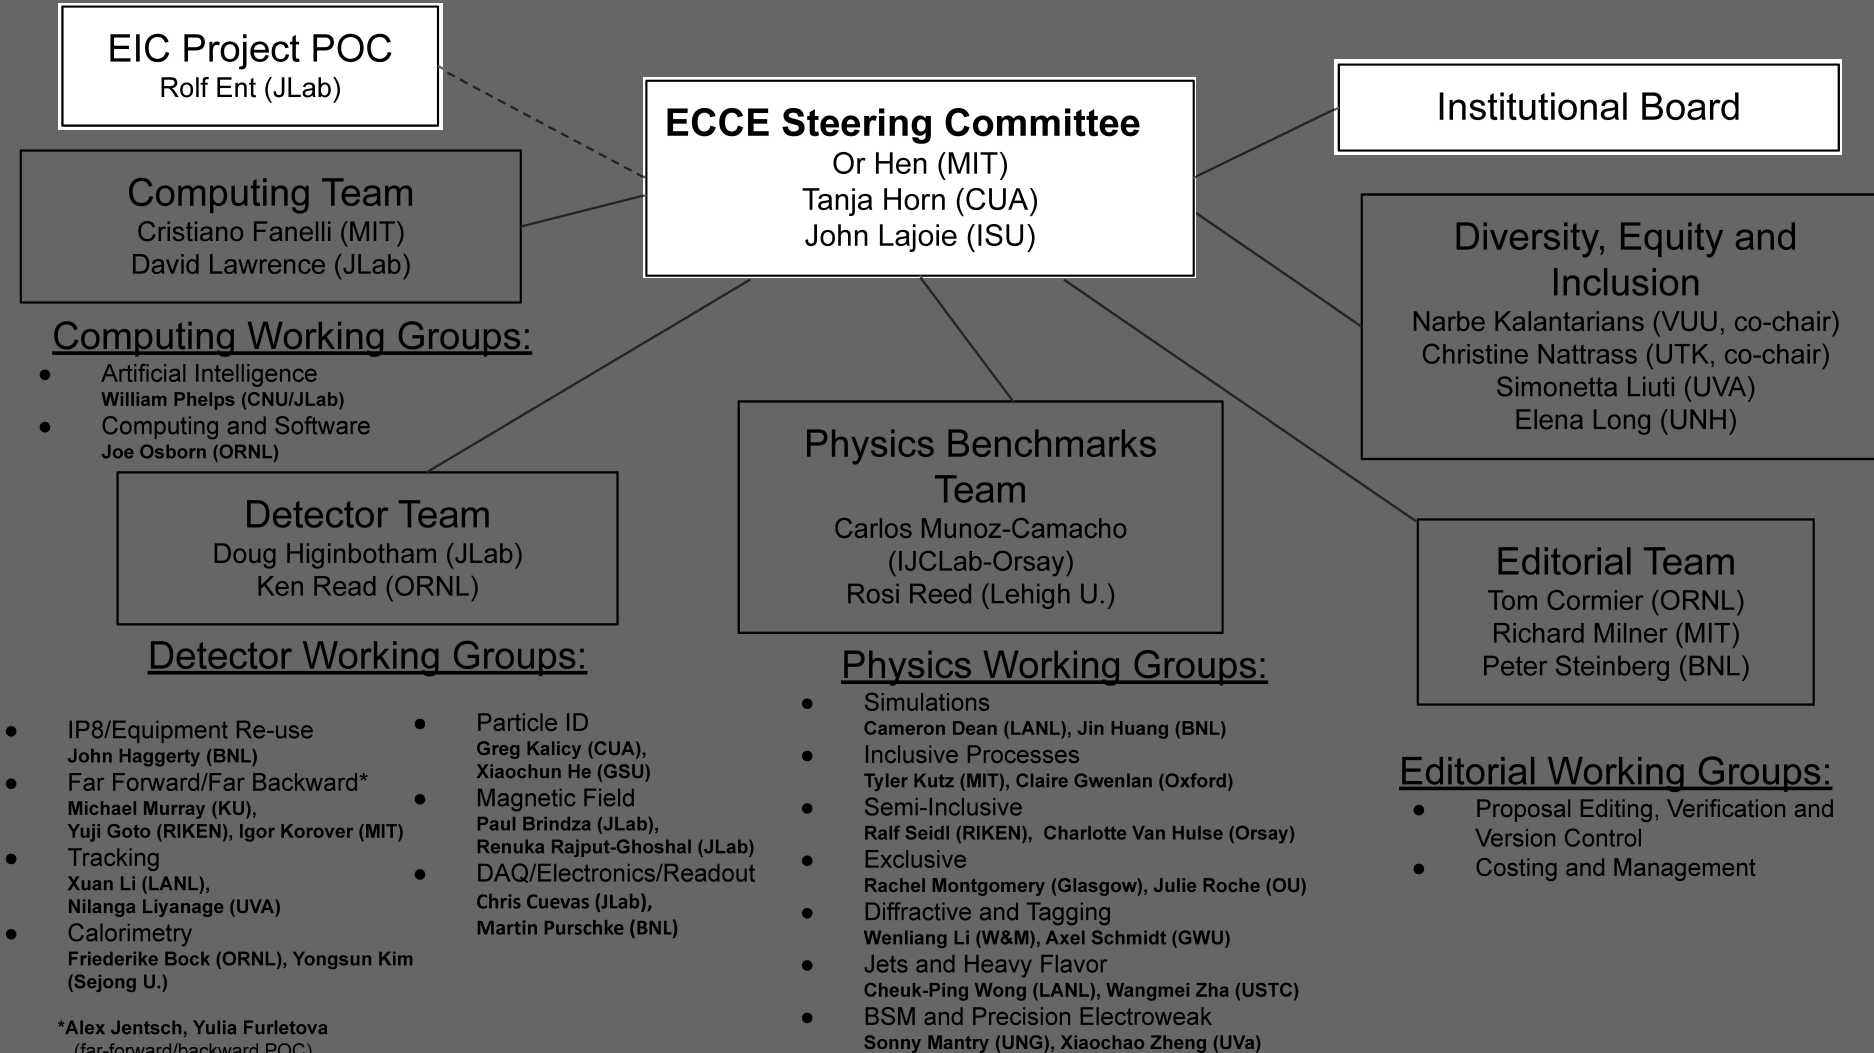 EIC Project POC
Rolf Ent (JLab)
ECCE Steering Committee
Or Hen (MIT)
Tanja Horn (CUA)
John Lajoie (ISU)
Institutional Board
Computing Team
Cristiano Fanelli (MIT)
David Lawrence (JLab)
Computing Working Groups:
● Artificial Intelligence
William Phelps (CNU/JLab)
● Computing and Software
Joe Osborn (ORNL)
Diversity, Equity and
Inclusion
Narbe Kalantarians (VUU, co-chair)
Christine Nattrass (UTK, co-chair)
Simonetta Liuti (UVA)
Elena Long (UNH)
Detector Team
Doug Higinbotham (JLab)
Ken Read (ORNL)
Detector Working Groups:
● IP8/Equipment Re-use
John Haggerty (BNL)
● Far Forward/Far Backward*
Michael Murray (KU),
Yuji Goto (RIKEN), Igor Korover (MIT)
● Tracking
Xuan Li (LANL),
Nilanga Liyanage (UVA)
● Calorimetry
Friederike Bock (ORNL), Yongsun Kim
(Sejong U.)
*Alex Jentsch, Yulia Furletova
(far-forward/backward POC)
● Particle ID
Greg Kalicy (CUA),
Xiaochun He (GSU)
● Magnetic Field
Paul Brindza (JLab),
Renuka Rajput-Ghoshal (JLab)
● DAQ/Electronics/Readout
Chris Cuevas (JLab),
Martin Purschke (BNL)
Physics Benchmarks
Team
Carlos Munoz-Camacho
(IJCLab-Orsay)
Rosi Reed (Lehigh U.)
Physics Working Groups:
● Simulations
Cameron Dean (LANL), Jin Huang (BNL)
● Inclusive Processes
Tyler Kutz (MIT), Claire Gwenlan (Oxford)
● Semi-Inclusive
Ralf Seidl (RIKEN), Charlotte Van Hulse (Orsay)
● Exclusive
Rachel Montgomery (Glasgow), Julie Roche (OU)
● Diffractive and Tagging
Wenliang Li (W&M), Axel Schmidt (GWU)
● Jets and Heavy Flavor
Cheuk-Ping Wong (LANL), Wangmei Zha (USTC)
● BSM and Precision Electroweak
Sonny Mantry (UNG), Xiaochao Zheng (UVa)
Editorial Team
Tom Cormier (ORNL)
Richard Milner (MIT)
Peter Steinberg (BNL)
Editorial Working Groups:
● Proposal Editing, Verification and
Version Control
● Costing and Management